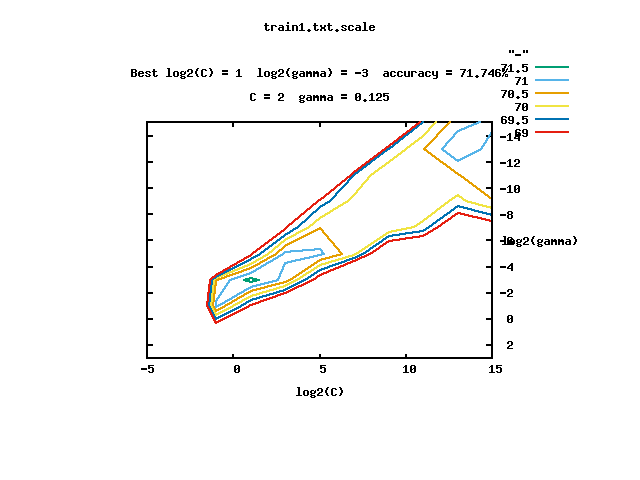 train1.txt.scale
"-"
Best log2(C) = 1  log2(gamma) = -3  accuracy = 71.746%
71.5
71
C = 2  gamma = 0.125
70.5
70
69.5
69
-14
-12
-10
-8
-6
log2(gamma)
-4
-2
0
2
-5 0 5 10 15
log2(C)